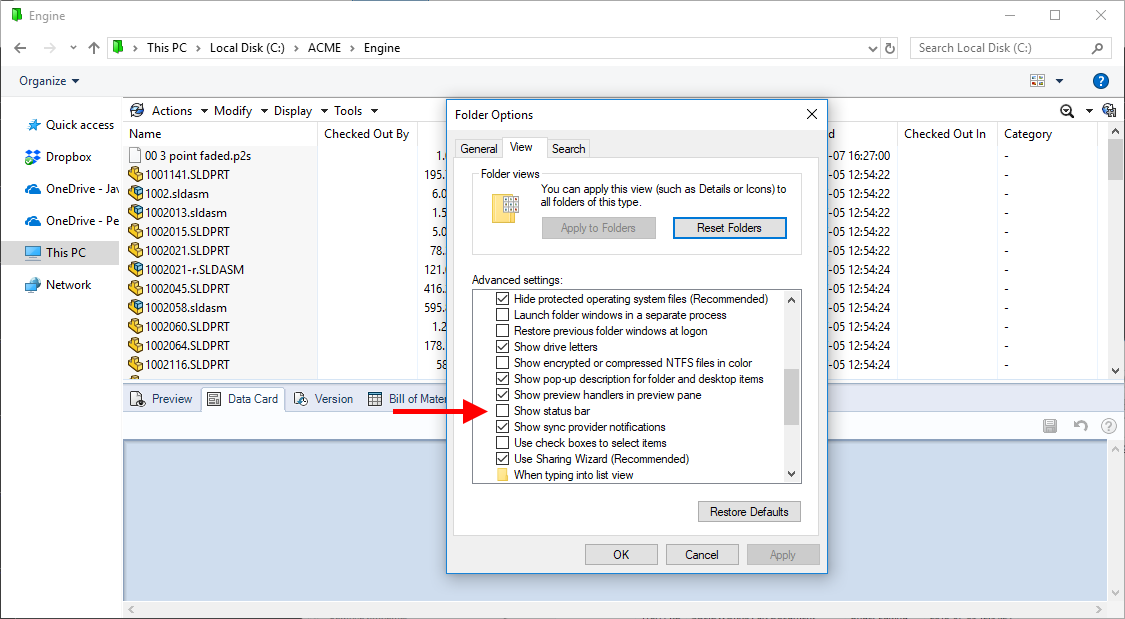 Engine
This PC > Local Disk (C:) > ACME > Engine
Search Local Disk (C:)
Organize
Quick access
Dropbox
OneDrive - Jav
OneDrive - Pe
This PC
Network
Actions Modify Display Tools
Name Checked Out By d Checked Out In Category
00 3 point faded.p2s -07 16:27:00 -
1001141.SLDPRT 195. -05 12:54:22 -
1002.sldasm 6.0 -05 12:54:22 -
1002013.sldasm 1.5 -05 12:54:22 -
1002015.SLDPRT 5.0 -05 12:54:22 -
1002021.SLDPRT 78. -05 12:54:22 -
1002021-r.SLDASM 121. -05 12:54:24 -
1002045.SLDPRT 416. -05 12:54:24 -
1002058.sldasm 595. -05 12:54:24 -
1002060.SLDPRT 1.2 -05 12:54:24 -
1002064.SLDPRT 178. -05 12:54:24 -
1002116.SLDPRT 58 -05 12:54:24 -
Preview Data Card Version Bill of Mater
Folder Options
General View Search
Folder views
You can apply this view (such as Details or Icons) to
all folders of this type.
Apply to Folders Reset Folders
Advanced settings:
Hide protected operating system files (Recommended)
Launch folder windows in a separate process
Restore previous folder windows at logon
Show drive letters
Show encrypted or compressed NTFS files in color
Show pop-up description for folder and desktop items
Show preview handlers in preview pane
Show status bar
Show sync provider notifications
Use check boxes to select items
Use Sharing Wizard (Recommended)
When typing into list view
Restore Defaults
OK Cancel Apply